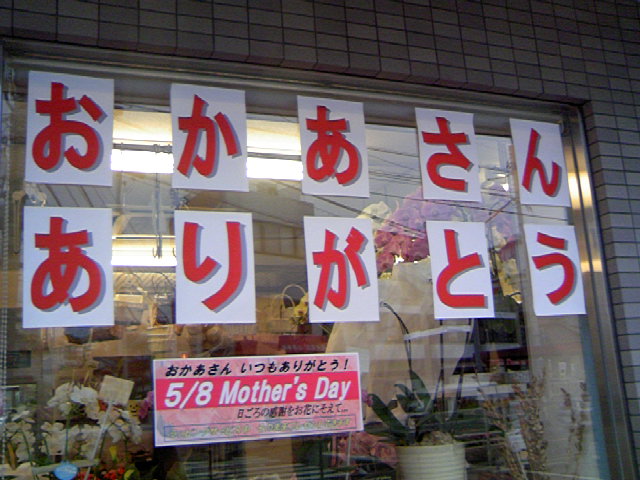 おかあさん
ありがとう
おかあさん いつもありがとう!
5/8 Mother's Day
日ごろの感謝をお花にそえて...